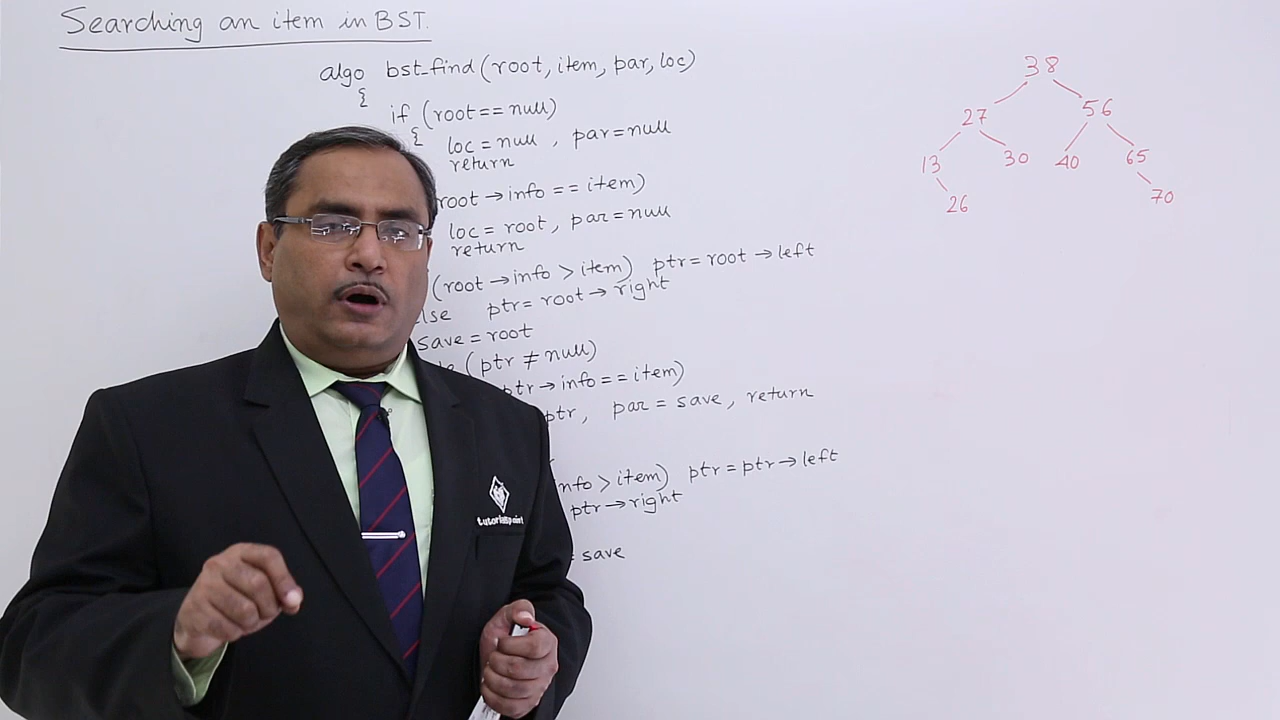 Searching an item in BST.
algo bst_find (root, item, par, loc)
{
if (root == null)
{ loc = null , par = null
return
root → info == item)
loc = root, par = null
return
(root → info > item) ptr = root → left
ptr = root → right
save = root
(ptr ≠ null)
ptr → info == item)
ptr, par = save, return
info > item) ptr = ptr → left
ptr → right
save
38
27 56
13 30 40 65
26 70
tutorialspoint